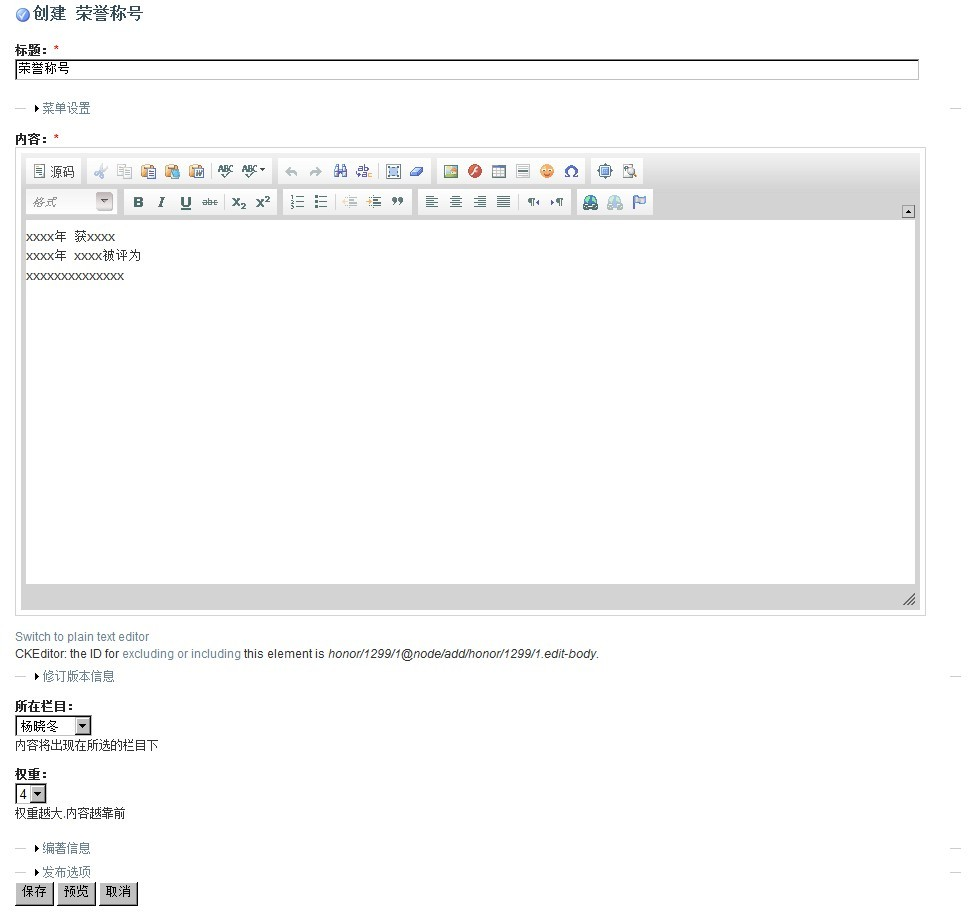 创建 荣誉称号
标题：*
荣誉称号
菜单设置
内容：*
源码
格式
xxxx年 获xxxx
xxxx年 xxxx被评为
xxxxxxxxxxxxxx
Switch to plain text editor
CKEditor: the ID for excluding or including this element is honor/1299/1@node/add/honor/1299/1.edit-body.
修订版本信息
所在栏目：
杨晓冬
内容将出现在所选的栏目下
权重：
4
权重越大.内容越靠前
编著信息
发布选项
保存 预览 取消